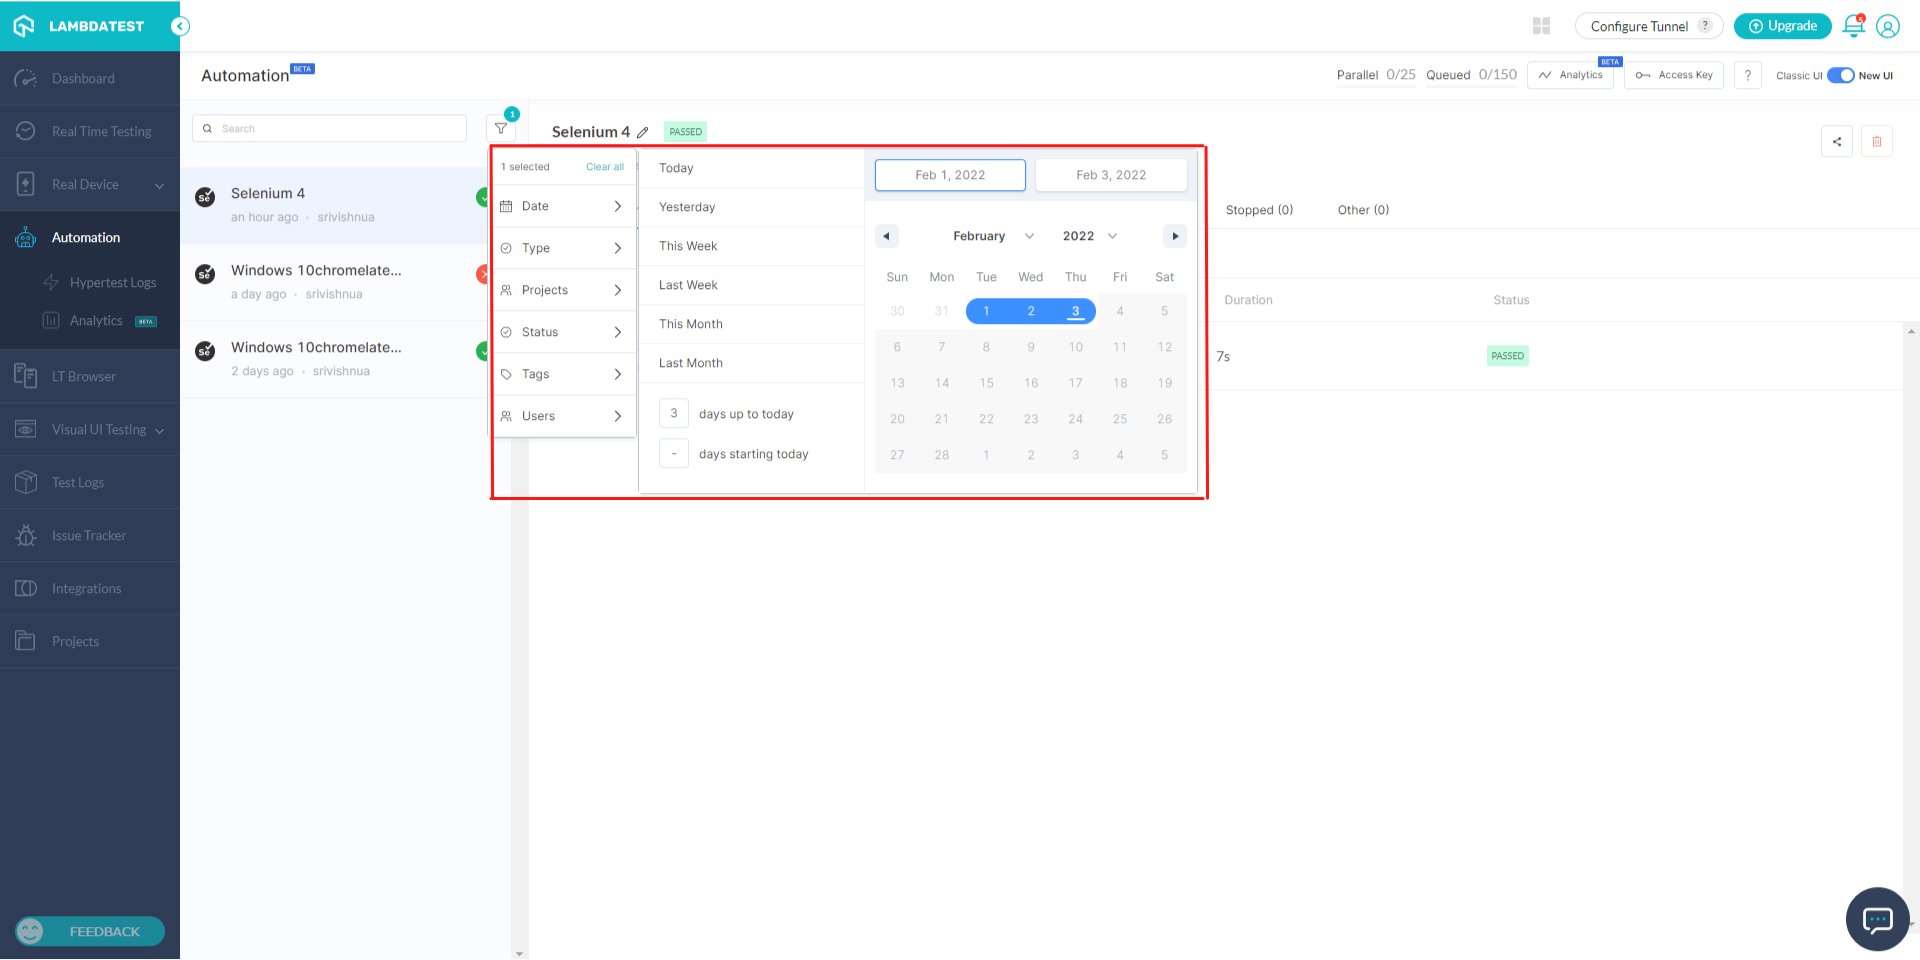 LAMBDATEST
Configure Tunnel ?
Upgrade
Dashboard
Real Time Testing
Real Device
Automation
Hypertest Logs
Analytics BETA
LT Browser
Visual UI Testing
Test Logs
Issue Tracker
Integrations
Projects
FEEDBACK
Automation BETA
Parallel 0/25 Queued 0/150
Analytics BETA
Access Key
?
Classic UI New UI
Search
1
Selenium 4
an hour ago • srivishnua
Windows 10chromelate...
a day ago • srivishnua
Windows 10chromelate...
2 days ago • srivishnua
Selenium 4 PASSED
1 selected Clear all
Date
Type
Projects
Status
Tags
Users
Today
Yesterday
This Week
Last Week
This Month
Last Month
3 days up to today
- days starting today
Feb 1, 2022 Feb 3, 2022
February 2022
Sun Mon Tue Wed Thu Fri Sat
30 31 1 2 3 4 5
6 7 8 9 10 11 12
13 14 15 16 17 18 19
20 21 22 23 24 25 26
27 28 1 2 3 4 5
Stopped (0) Other (0)
Duration Status
7s PASSED